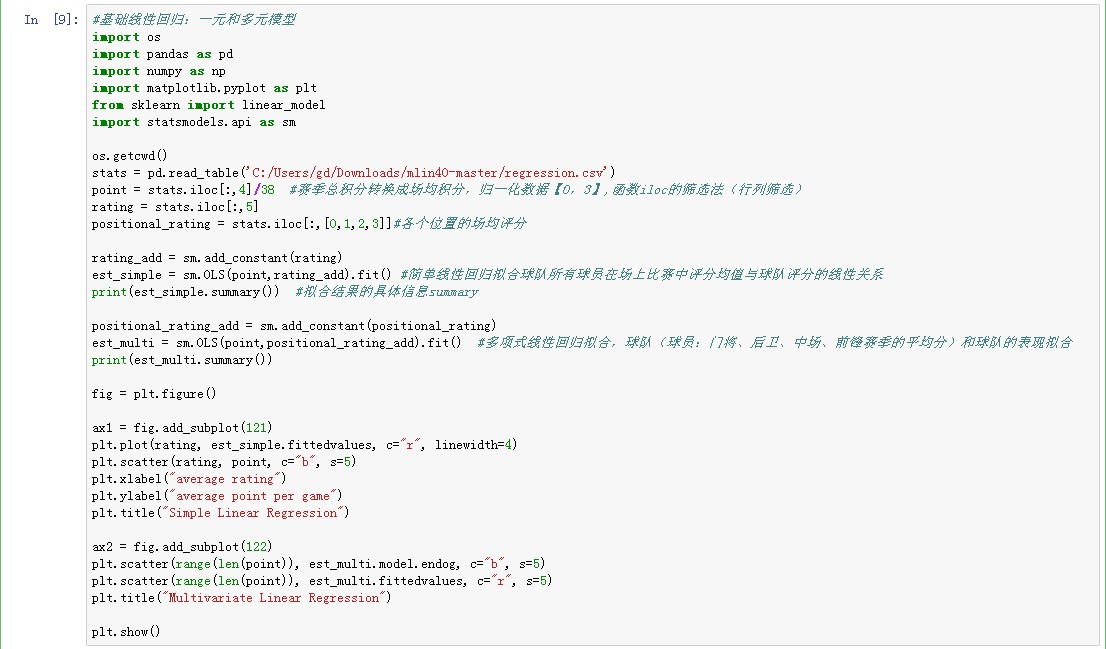 In [9]: #基础线性回归：一元和多元模型
import os
import pandas as pd
import numpy as np
import matplotlib.pyplot as plt
from sklearn import linear_model
import statsmodels.api as sm
os.getcwd()
stats = pd.read_table('C:/Users/gd/Downloads/mlin40-master/regression.csv')
point = stats.iloc[:,4]/38  #赛季总积分转换成场均积分，归一化数据【0，3】,函数iloc的筛选法（行列筛选）
rating = stats.iloc[:,5]
positional_rating = stats.iloc[:,[0,1,2,3]]#各个位置的场均评分
rating_add = sm.add_constant(rating)
est_simple = sm.OLS(point,rating_add).fit() #简单线性回归拟合球队所有球员在场上比赛中评分均值与球队评分的线性关系
print(est_simple.summary())  #拟合结果的具体信息summary
positional_rating_add = sm.add_constant(positional_rating)
est_multi = sm.OLS(point,positional_rating_add).fit()  #多项式线性回归拟合，球队（球员：门将、后卫、中场、前锋赛季的平均分）和球队的表现拟合
print(est_multi.summary())
fig = plt.figure()
ax1 = fig.add_subplot(121)
plt.plot(rating, est_simple.fittedvalues, c="r", linewidth=4)
plt.scatter(rating, point, c="b", s=5)
plt.xlabel("average rating")
plt.ylabel("average point per game")
plt.title("Simple Linear Regression")
ax2 = fig.add_subplot(122)
plt.scatter(range(len(point)), est_multi.model.endog, c="b", s=5)
plt.scatter(range(len(point)), est_multi.fittedvalues, c="r", s=5)
plt.title("Multivariate Linear Regression")
plt.show()